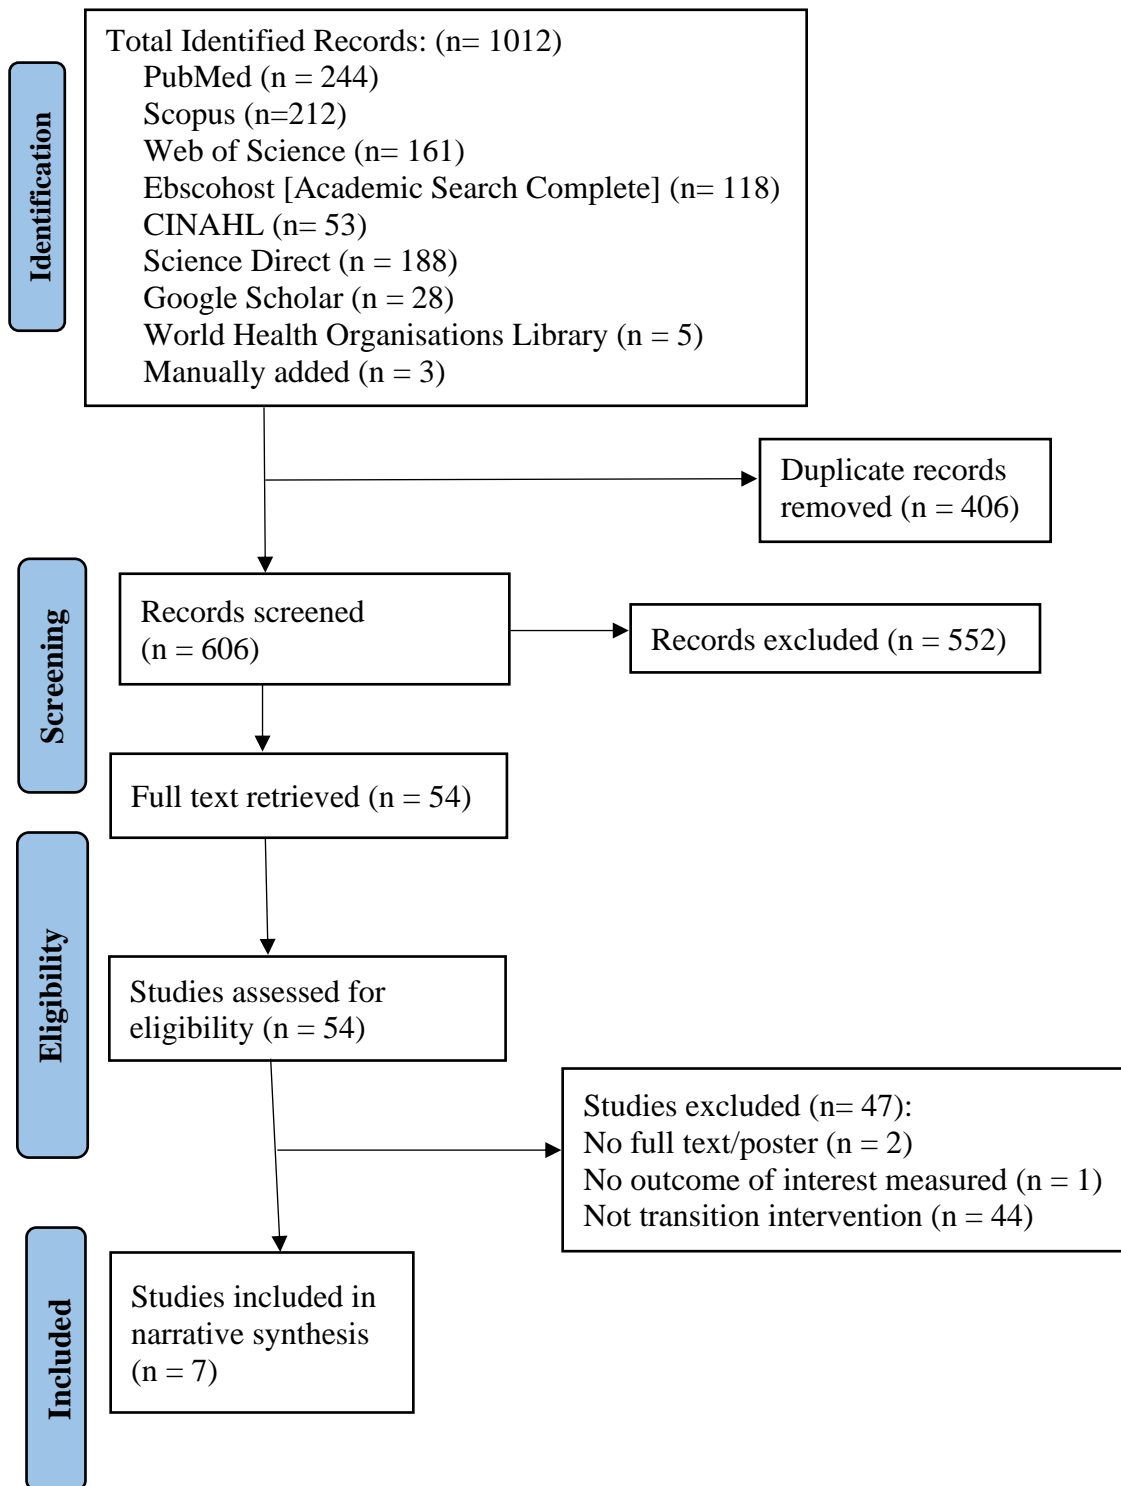 Identification
Total Identified Records: (n= 1012)
PubMed (n = 244)
Scopus (n=212)
Web of Science (n= 161)
Ebscohost [Academic Search Complete] (n= 118)
CINAHL (n= 53)
Science Direct (n = 188)
Google Scholar (n = 28)
World Health Organisations Library (n = 5)
Manually added (n = 3)
Duplicate records
removed (n = 406)
Screening
Records screened
(n = 606)
Records excluded (n = 552)
Full text retrieved (n = 54)
Eligibility
Studies assessed for
eligibility (n = 54)
Studies excluded (n= 47):
No full text/poster (n = 2)
No outcome of interest measured (n = 1)
Not transition intervention (n = 44)
Included
Studies included in
narrative synthesis
(n = 7)